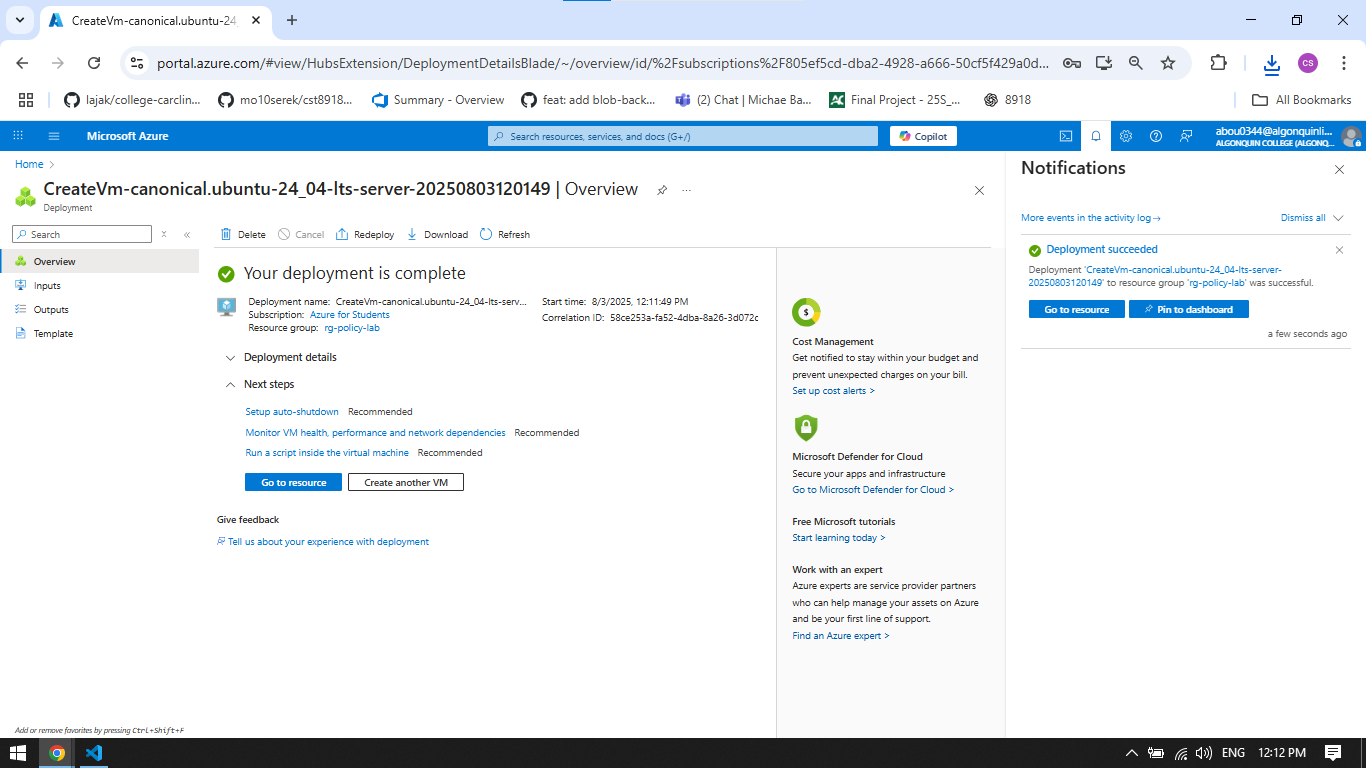 CreateVm-canonical.ubuntu-24_
portal.azure.com/#view/HubsExtension/DeploymentDetailsBlade/~/overview/id/%2Fsubscriptions%2F805ef5cd-dba2-4928-a666-50cf5f429a0d...
CS
lajak/college-carclin...
mo10serek/cst8918...
Summary - Overview
feat: add blob-back...
(2) Chart | Michae Ba...
Final Project - 25S_...
8918
All Bookmarks
Microsoft Azure
Search resources, services, and docs (G+/)
Copilot
abou0344@algonquinli...
ALGONQUIN COLLEGE (ALGONQ...
Home
CreateVm-canonical.ubuntu-24_04-lts-server-20250803120149 | Overview
...
Deployment
Search
Delete
Cancel
Redeploy
Download
Refresh
Overview
Inputs
Outputs
Template
Your deployment is complete
Deployment name: CreateVm-canonical.ubuntu-24_04-lts-serv...
Subscription: Azure for Students
Resource group: rg-policy-lab
Start time: 8/3/2025, 12:11:49 PM
Correlation ID: 58ce253a-fa52-4dba-8a26-3d072c
Deployment details
Next steps
Setup auto-shutdown Recommended
Monitor VM health, performance and network dependencies Recommended
Run a script inside the virtual machine Recommended
Go to resource
Create another VM
Give feedback
Tell us about your experience with deployment
Cost Management
Get notified to stay within your budget and
prevent unexpected charges on your bill.
Set up cost alerts >
Microsoft Defender for Cloud
Secure your apps and infrastructure
Go to Microsoft Defender for Cloud >
Free Microsoft tutorials
Start learning today >
Work with an expert
Azure experts are service provider partners
who can help manage your assets on Azure
and be your first line of support.
Find an Azure expert >
Notifications
More events in the activity log →
Dismiss all
Deployment succeeded
Deployment 'CreateVm-canonical.ubuntu-24_04-lts-server-
20250803120149' to resource group 'rg-policy-lab' was successful.
Go to resource
Pin to dashboard
a few seconds ago
Add or remove favorites by pressing Ctrl+Shift+F
ENG
12:12 PM